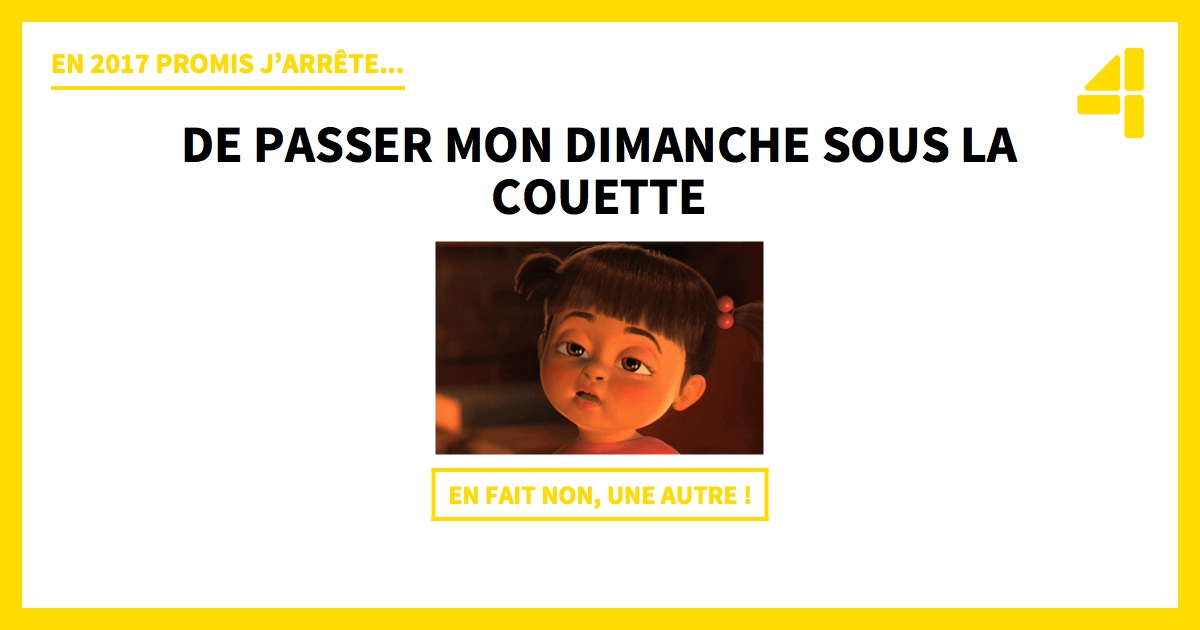 EN 2017 PROMIS J’ARRÊTE...
4
DE PASSER MON DIMANCHE SOUS LA
COUETTE
EN FAIT NON, UNE AUTRE !